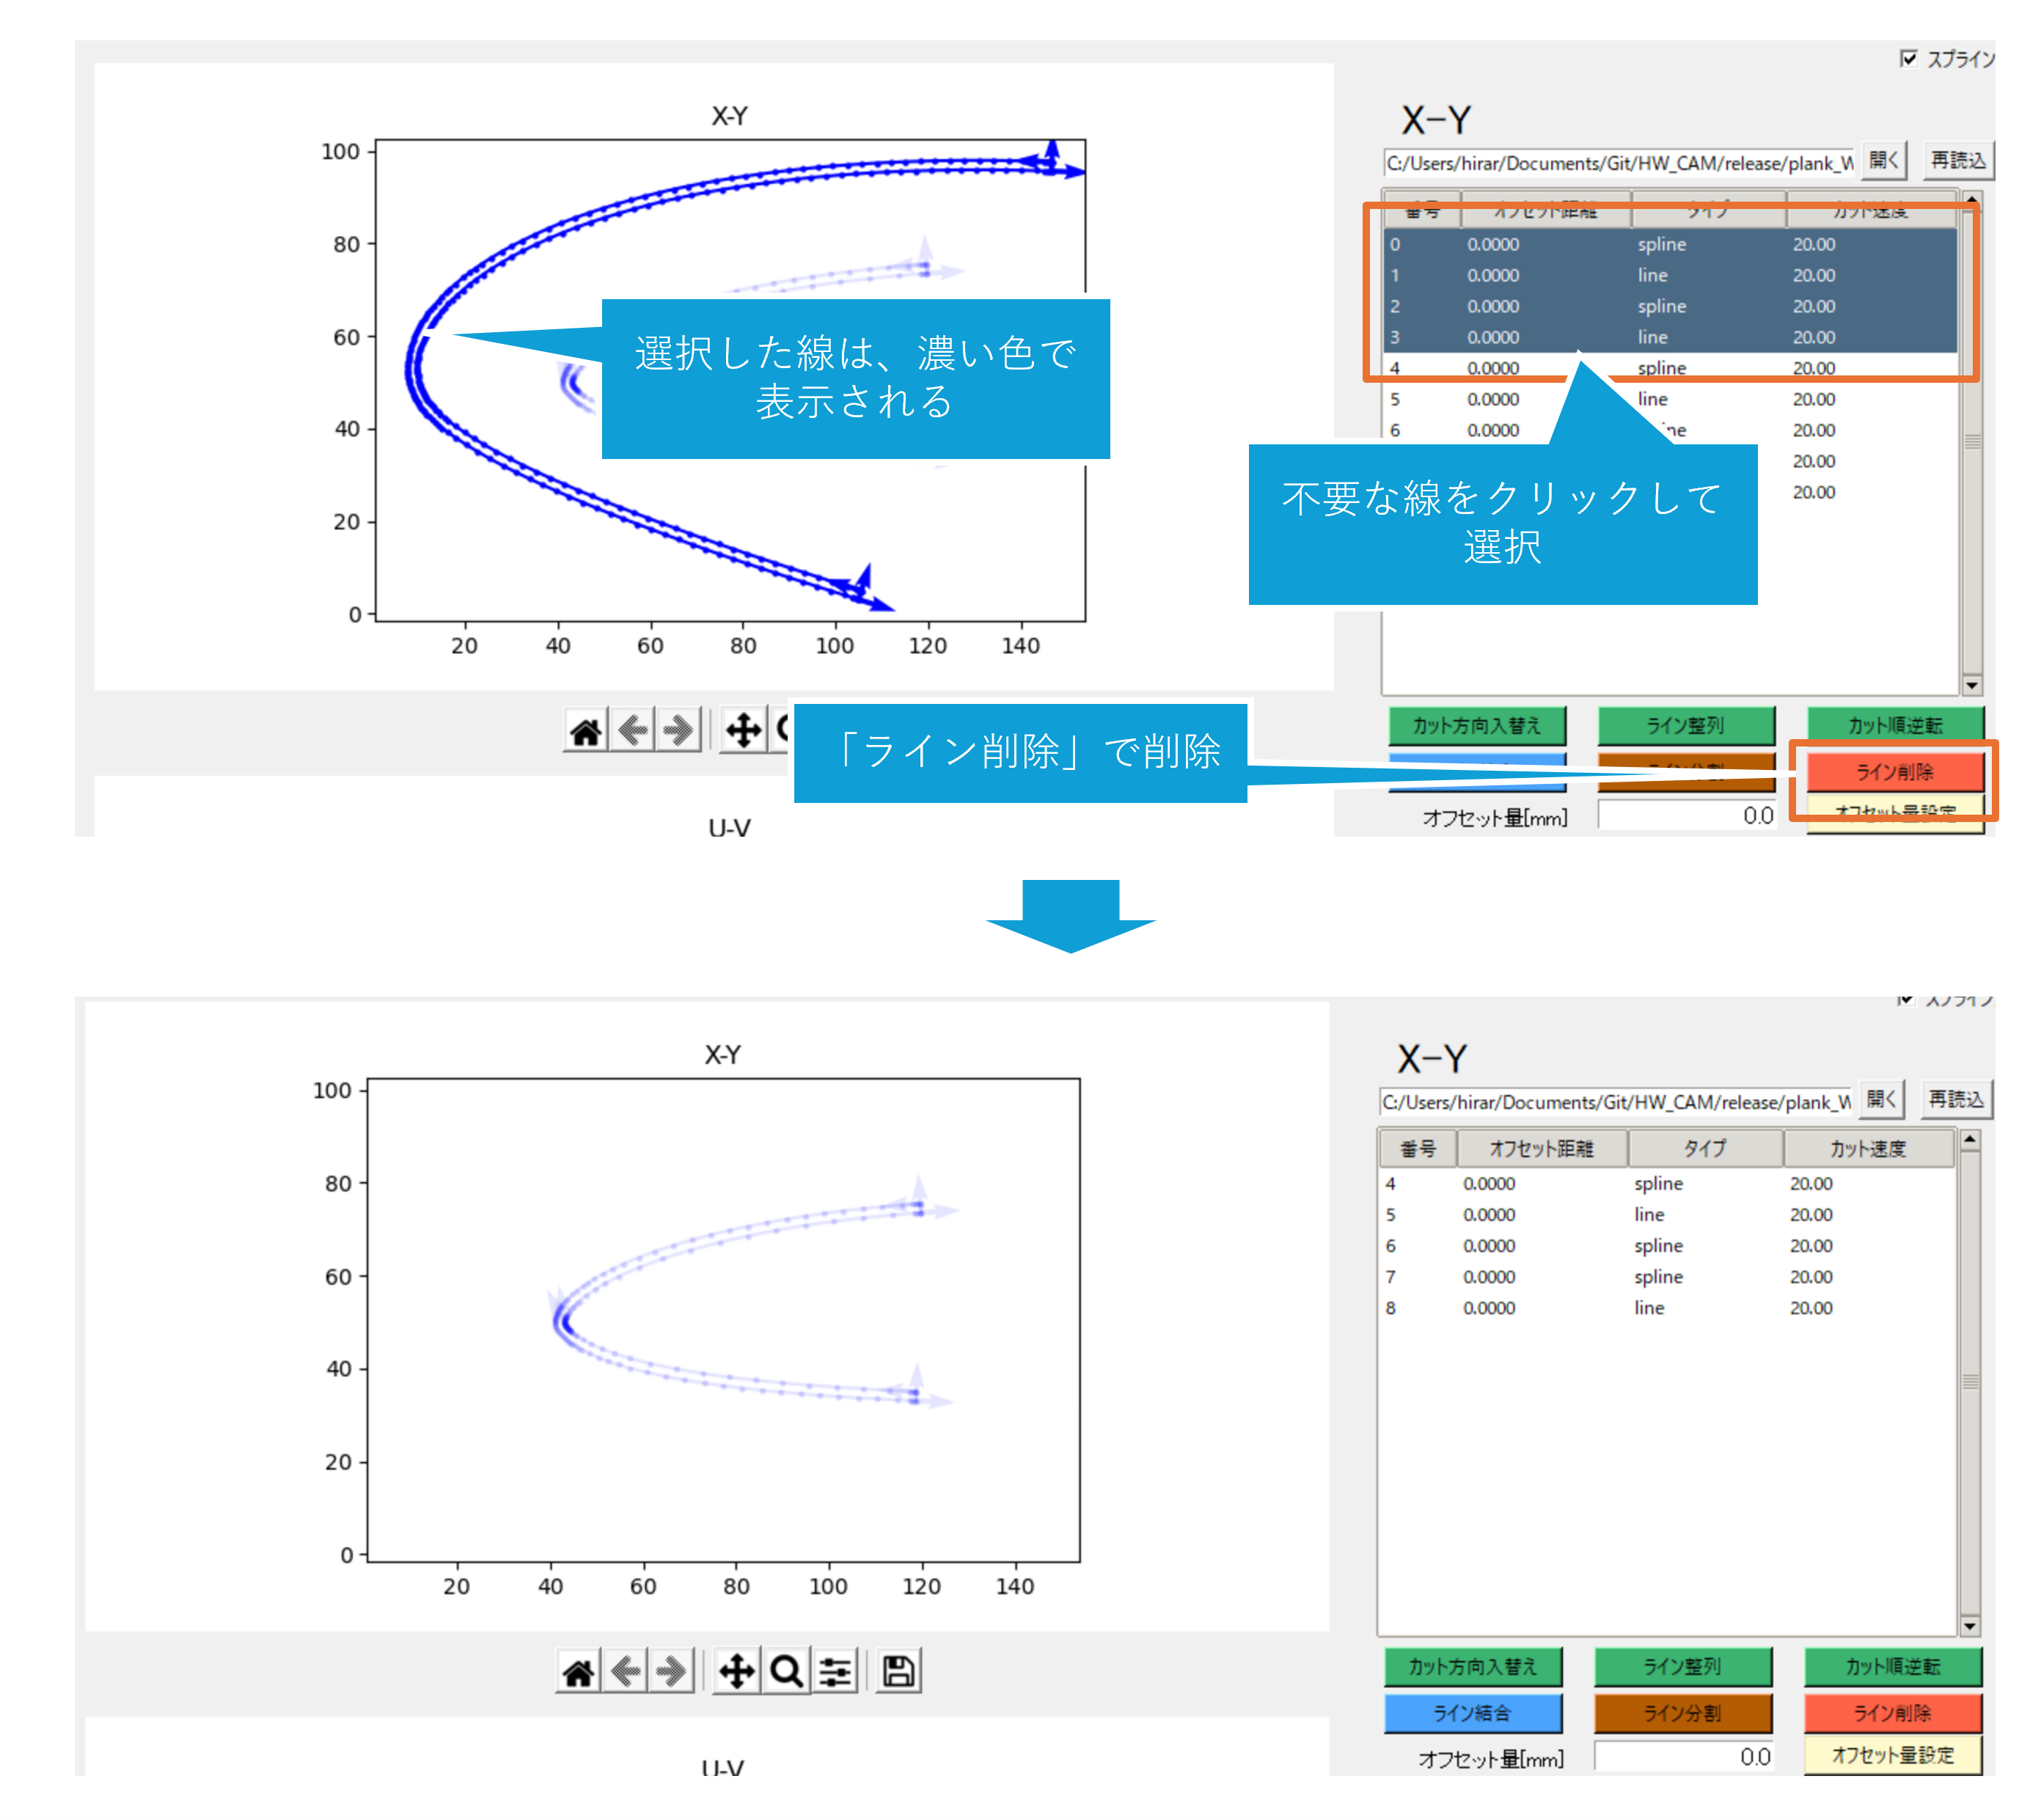 スプライン
X-Y
X-Y
C:/Users/hirar/Documents/Git/HW_CAM/release/plank_W 開く 再読込
番号 オフセット距離 タイプ カット速度
0 0.0000 spline 20.00
1 0.0000 line 20.00
2 0.0000 spline 20.00
3 0.0000 line 20.00
4 0.0000 spline 20.00
5 0.0000 line 20.00
6 0.0000 20.00
20.00
20.00
100
80
60
40
20
0
20 40 60 80 100 120 140
選択した線は、濃い色で
表示される
不要な線をクリックして
選択
「ライン削除」で削除
カット方向入替え ライン整列 カット順逆転
ライン削除
オフセット量[mm] 0.0 オフセット量設定
U-V
スプライン
X-Y
X-Y
C:/Users/hirar/Documents/Git/HW_CAM/release/plank_W 開く 再読込
番号 オフセット距離 タイプ カット速度
4 0.0000 spline 20.00
5 0.0000 line 20.00
6 0.0000 spline 20.00
7 0.0000 spline 20.00
8 0.0000 line 20.00
100
80
60
40
20
0
20 40 60 80 100 120 140
カット方向入替え ライン整列 カット順逆転
ライン結合 ライン分割 ライン削除
オフセット量[mm] 0.0 オフセット量設定
U-V